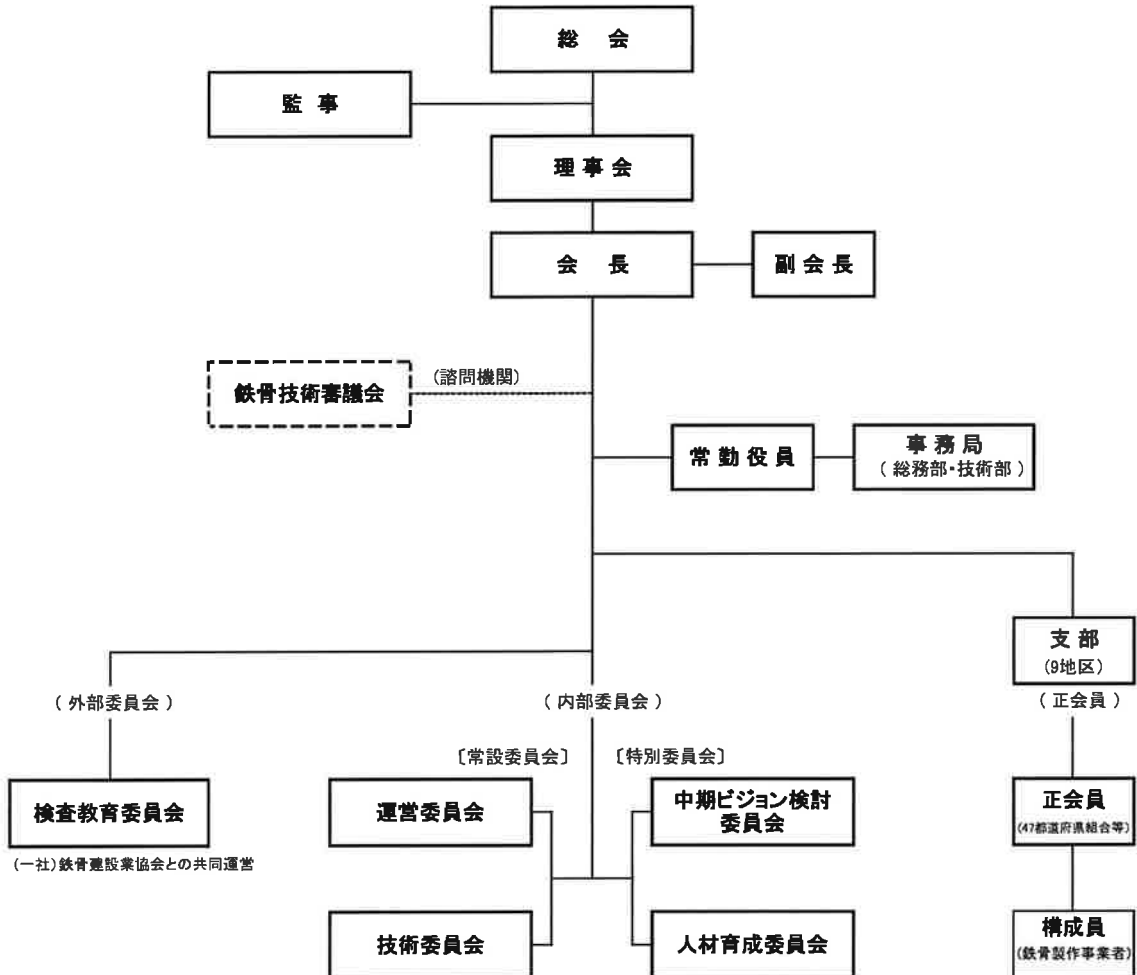 総 会
監 事
理 事 会
会 長
副 会 長
鉄骨技術審議会
(諮問機関)
常 勤 役 員
事 務 局
( 総務部・技術部 )
支 部
(9地区)
( 外部委員会 )
( 内部委員会 )
( 正会員 )
〔常設委員会〕
〔特別委員会〕
検査教育委員会
(一社)鉄骨建設業協会との共同運営
運営委員会
中期ビジョン検討
委員会
正会員
(47都道府県組合等)
技術委員会
人材育成委員会
構成員
(鉄骨製作事業者)